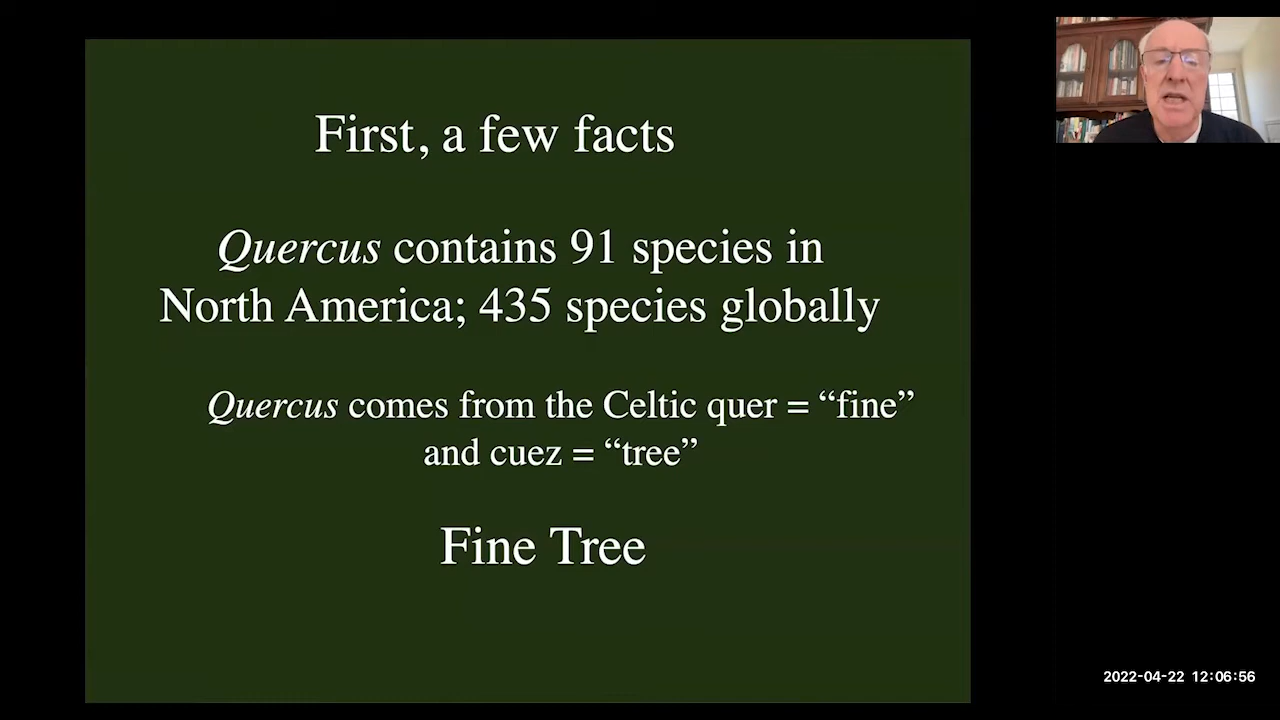 First, a few facts
Quercus contains 91 species in
North America; 435 species globally
Quercus comes from the Celtic quer = “fine”
and cuez = “tree”
Fine Tree
2022-04-22 12:06:56